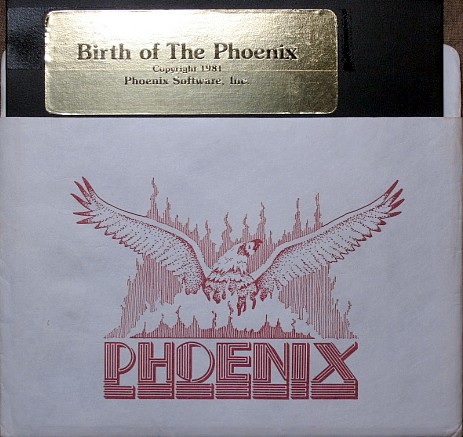 Birth of The Phoenix
Copyright 1981
Phoenix Software, Inc
PHOENIX